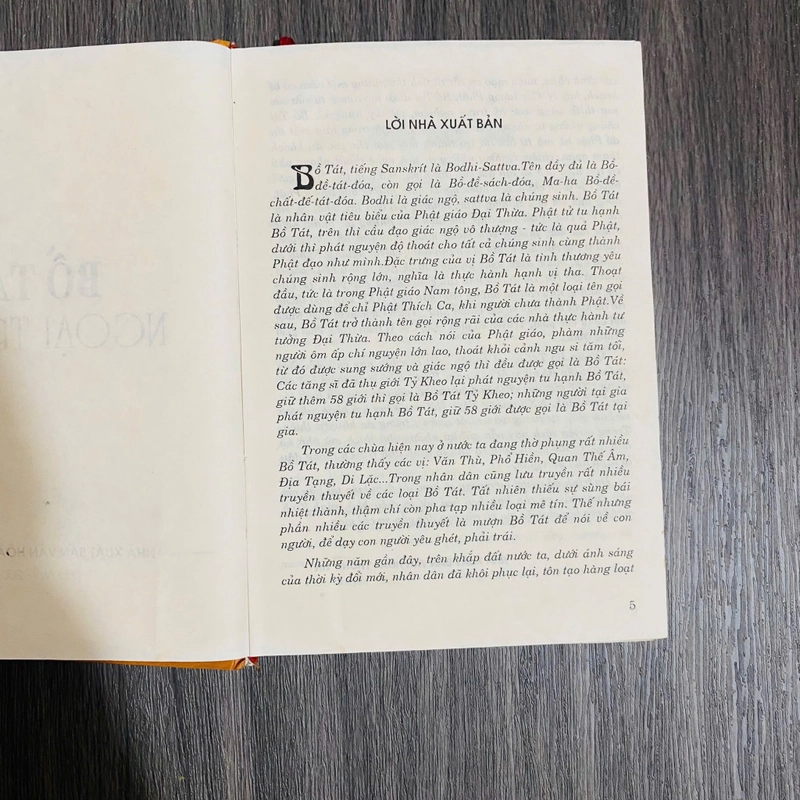 BỒ TÁ
NGOẠI T
NHÀ XUẤT BẢN VĂN HÓA
LỜI NHÀ XUẤT BẢN
Bồ Tát, tiếng Sanskrít là Bodhi-Sattva.Tên đầy đủ là Bồ-
đề-tát-đóa, còn gọi là Bồ-đề-sách-đóa, Ma-ha Bồ-đề-
chất-đế-tát-đóa. Bodhi là giác ngộ, sattva là chúng sinh. Bồ Tát
là nhân vật tiêu biểu của Phật giáo Đại Thừa. Phật tử tu hạnh
Bồ Tát, trên thì cầu đạo giác ngộ vô thượng - tức là quả Phật,
dưới thì phát nguyện độ thoát cho tất cả chúng sinh cùng thành
Phật đạo như mình.Đặc trưng của vị Bồ Tát là tình thương yêu
chúng sinh rộng lớn, nghĩa là thực hành hạnh vị tha. Thoạt
đầu, tức là trong Phật giáo Nam tông, Bồ Tát là một loại tên gọi
được dùng để chỉ Phật Thích Ca, khi người chưa thành Phật.Về
sau, Bồ Tát trở thành tên gọi rộng rãi của các nhà thực hành tư
tưởng Đại Thừa. Theo cách nói của Phật giáo, phàm những
người ôm ấp chí nguyện lớn lao, thoát khỏi cảnh ngu si tăm tối,
từ đó được sung sướng và giác ngộ thì đều được gọi là Bồ Tát:
Các tăng sĩ đã thụ giới Tỷ Kheo lại phát nguyện tu hạnh Bồ Tát,
giữ thêm 58 giới thì gọi là Bồ Tát Tỷ Kheo; những người tại gia
phát nguyện tu hạnh Bồ Tát, giữ 58 giới được gọi là Bồ Tát tại
gia.
Trong các chùa hiện nay ở nước ta đang thờ phụng rất nhiều
Bồ Tát, thường thấy các vị: Văn Thù, Phổ Hiền, Quan Thế Âm,
Địa Tạng, Di Lặc...Trong nhân dân cũng lưu truyền rất nhiều
truyền thuyết về các loại Bồ Tát. Tất nhiên thiếu sự sùng bái
nhiệt thành, thậm chí còn pha tạp nhiều loại mê tín. Thế nhưng
phần nhiều các truyền thuyết là mượn Bồ Tát để nói về con
người, để dạy con người yêu ghét, phải trái.
Những năm gần đây, trên khắp đất nước ta, dưới ánh sáng
của thời kỳ đổi mới, nhân dân đã khôi phục lại, tôn tạo hàng loạt
5